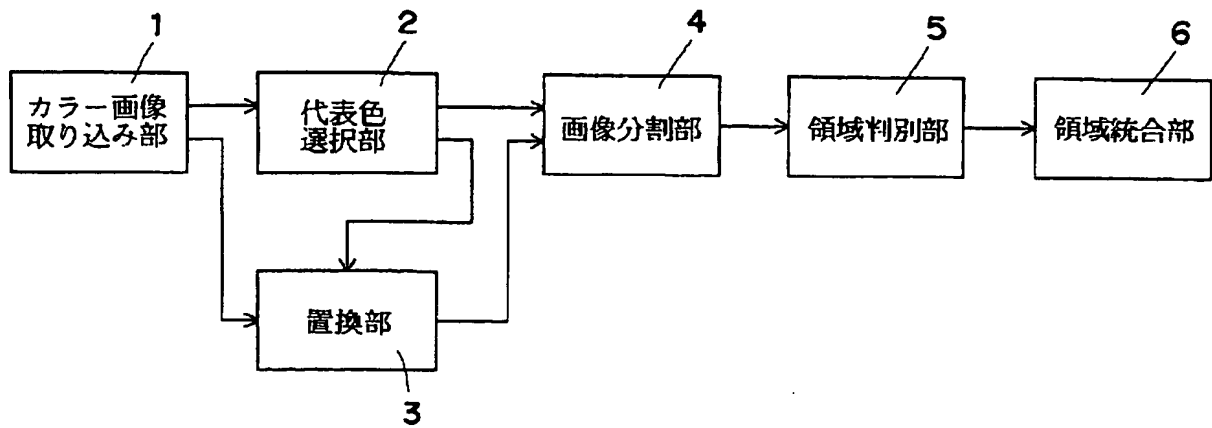 1
カラー画像
取り込み部
2
代表色
選択部
4
画像分割部
5
領域判別部
6
領域統合部
置換部
3